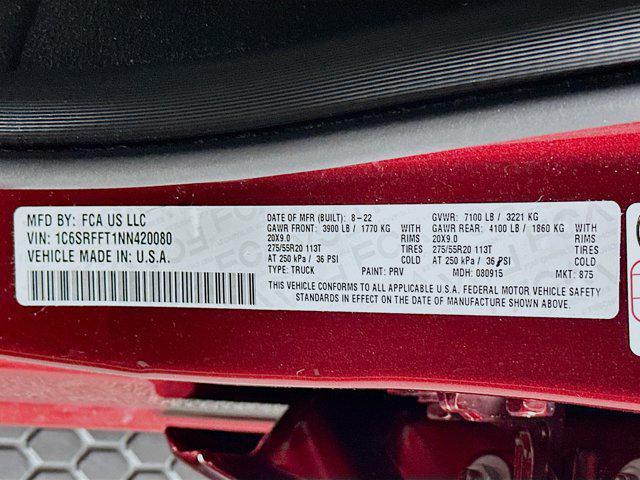 MFD BY: FCA US LLC
VIN: 1C6SRFFT1NN420080
VEHICLE MADE IN: U.S.A.
DATE OF MFR (BUILT): 8-22 GVWR: 7100 LB / 3221 KG
GAWR FRONT: 3900 LB / 1770 KG WITH GAWR REAR: 4100 LB / 1860 KG WITH
20X9.0 RIMS 20X9.0 RIMS
275/55R20 113T TIRES 275/55R20 113T TIRES
AT 250 kPa / 36 PSI COLD AT 250 kPa / 36 PSI COLD
TYPE: TRUCK PAINT: PRV MDH: 080915 MKT: 875
THIS VEHICLE CONFORMS TO ALL APPLICABLE U.S.A. FEDERAL MOTOR VEHICLE SAFETY
STANDARDS IN EFFECT ON THE DATE OF MANUFACTURE SHOWN ABOVE.